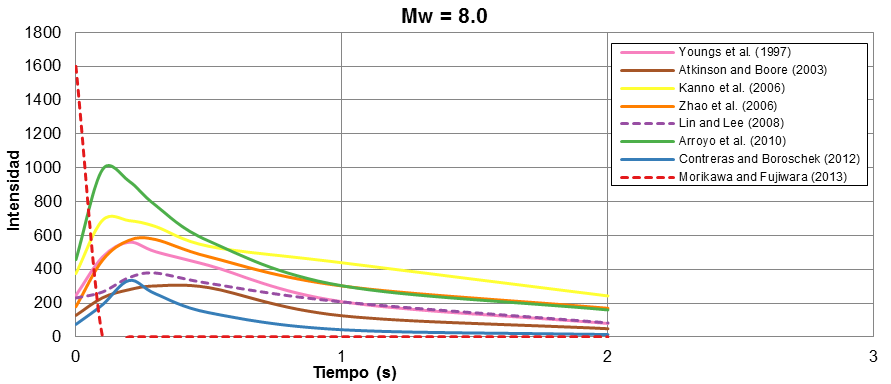 Mw = 8.0
1800
1600
1400
1200
1000
800
600
400
200
0
Intensidad
0
1
2
3
Tiempo (s)
Youngs et al. (1997)
Atkinson and Boore (2003)
Kanno et al. (2006)
Zhao et al. (2006)
Lin and Lee (2008)
Arroyo et al. (2010)
Contreras and Boroschek (2012)
Morikawa and Fujiwara (2013)